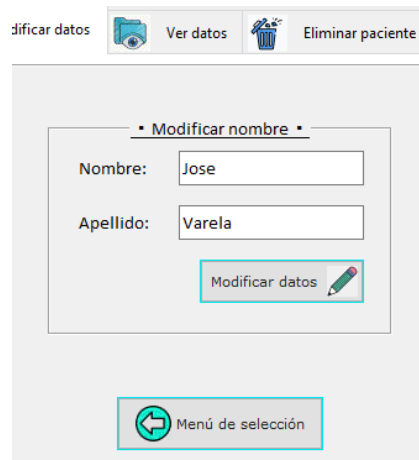 dificar datos Ver datos Eliminar paciente
▪ Modificar nombre ▪
Nombre: Jose
Apellido: Varela
Modificar datos
Menú de selección